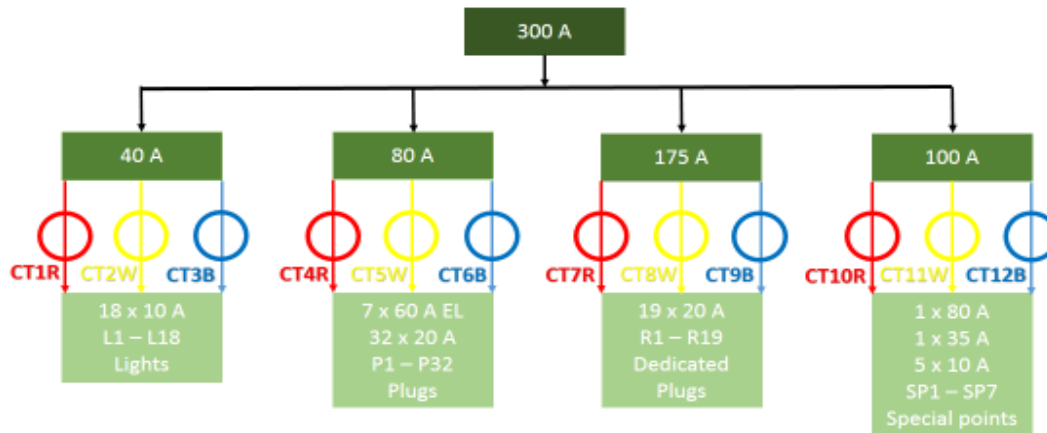 300 A
40 A
80 A
175 A
100 A
CT1R CT2W CT3B
CT4R CT5W CT6B
CT7R CT8W CT9B
CT10R CT11W CT12B
18 x 10 A
L1 – L18
Lights
7 x 60 A EL
32 x 20 A
P1 – P32
Plugs
19 x 20 A
R1 – R19
Dedicated
Plugs
1 x 80 A
1 x 35 A
5 x 10 A
SP1 – SP7
Special points